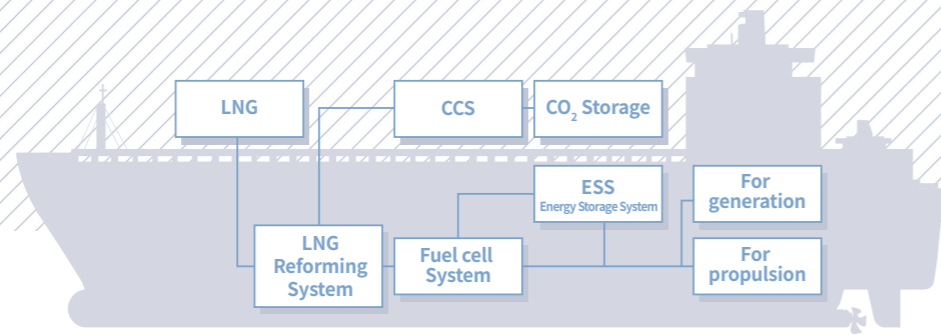 LNG
CCS
CO₂ Storage
ESS
Energy Storage System
For
generation
LNG
Reforming
System
Fuel cell
System
For
propulsion